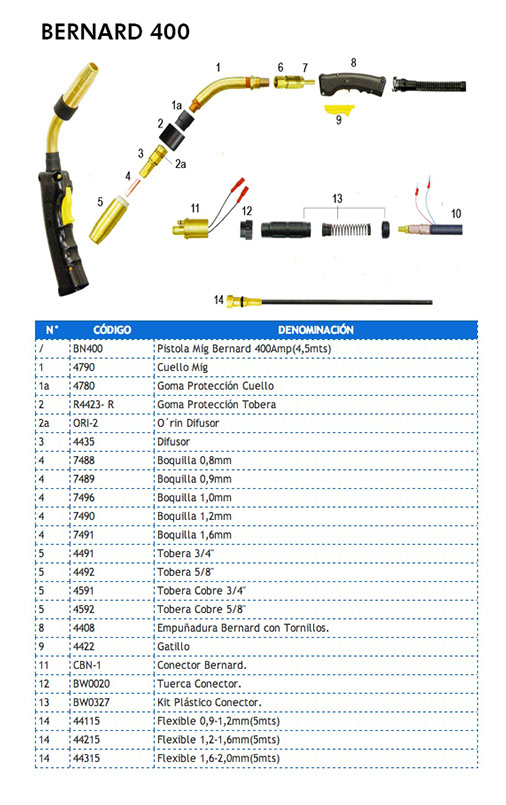 BERNARD 400
1
6
7
8
1a
2
9
3
2a
4
5
11
12
13
10
14
N° CÓDIGO DENOMINACIÓN
/ BN400 Pistola Mig Bernard 400Amp(4,5mts)
1 4790 Cuello Mig
1a 4780 Goma Protección Cuello
2 R4423- R Goma Protección Tobera
2a ORI-2 O´rin Difusor
3 4435 Difusor
4 7488 Boquilla 0,8mm
4 7489 Boquilla 0,9mm
4 7496 Boquilla 1,0mm
4 7490 Boquilla 1,2mm
4 7491 Boquilla 1,6mm
5 4491 Tobera 3/4″
5 4492 Tobera 5/8″
5 4591 Tobera Cobre 3/4″
5 4592 Tobera Cobre 5/8″
8 4408 Empuñadura Bernard con Tornillos.
9 4422 Gatillo
11 CBN-1 Conector Bernard.
12 BW0020 Tuerca Conector.
13 BW0327 Kit Plástico Conector.
14 44115 Flexible 0,9-1,2mm(5mts)
14 44215 Flexible 1,2-1,6mm(5mts)
14 44315 Flexible 1,6-2,0mm(5mts)